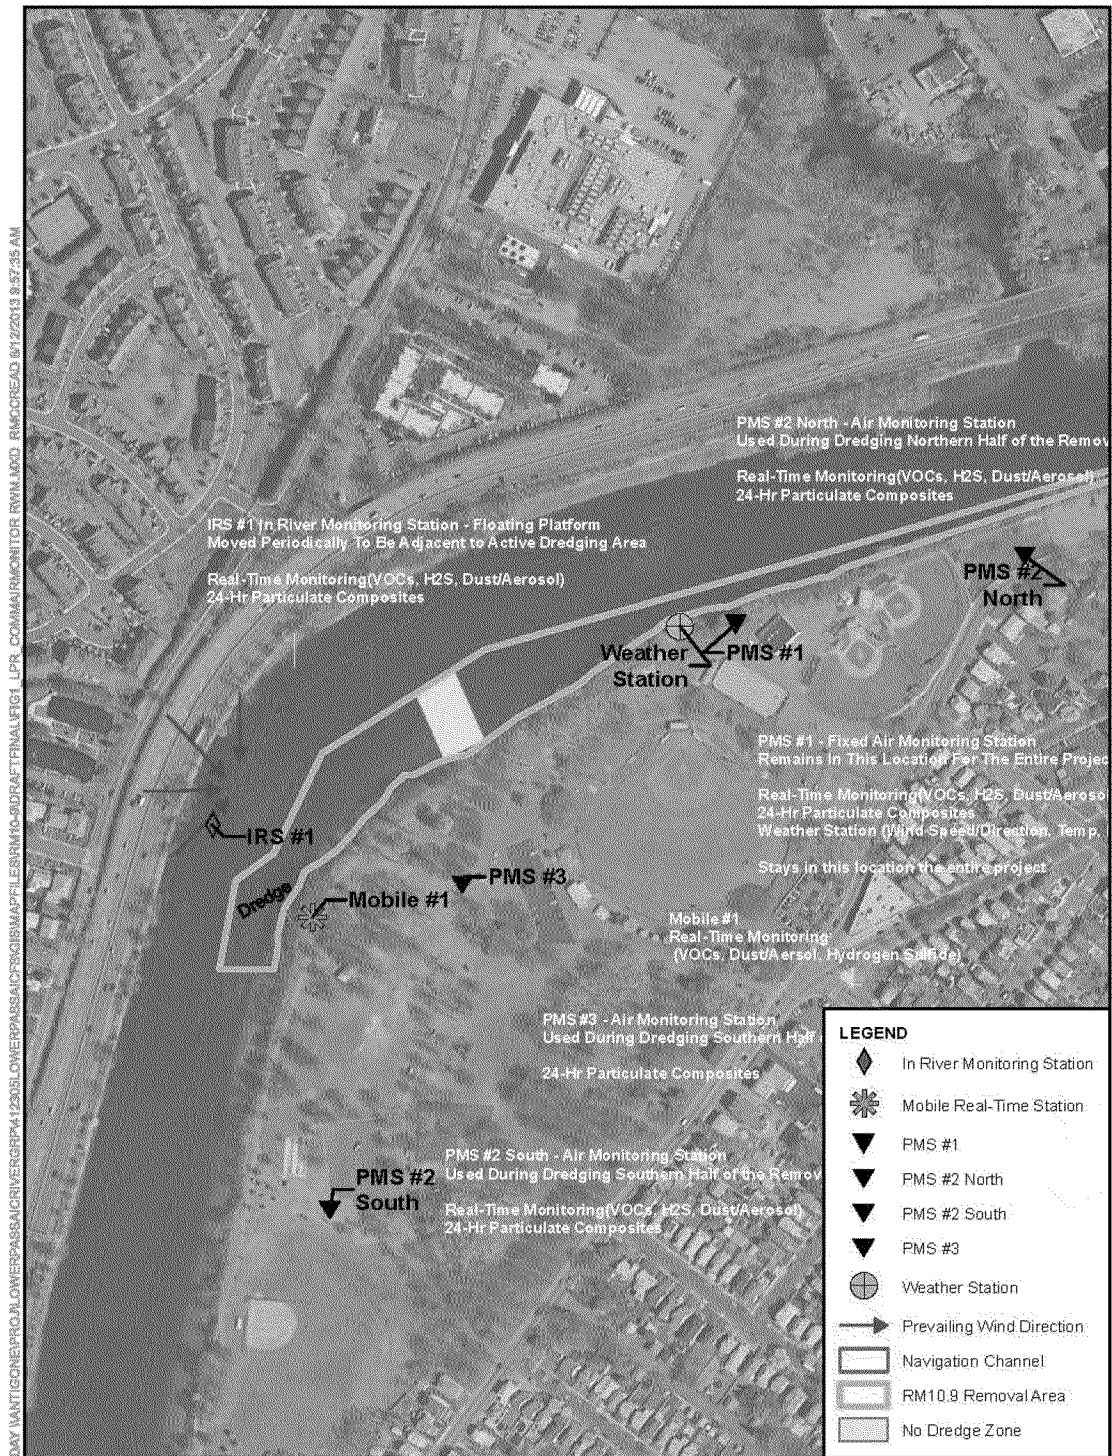 PMS #2 North - Air Monitoring Station
Used During Dredging Northern Half of the Remov
Real-Time Monitoring(VOCs, H2S, Dust/Aerosol)
24-Hr Particulate Composites
IRS #1 In River Monitoring Station - Floating Platform
Moved Periodically To Be Adjacent to Active Dredging Area
Real-Time Monitoring(VOCs, H2S, Dust/Aerosol)
24-Hr Particulate Composites
PMS #2
North
Weather
Station
PMS #1
PMS #1 - Fixed Air Monitoring Station
Remains In This Location For The Entire Projec
Real-Time Monitoring(VOCs, H2S, Dust/Aeroso
24-Hr Particulate Composites
Weather Station (Wind Speed/Direction, Temp,
Stays in this location the entire project
IRS #1
Dredge
Mobile #1
PMS #3
Mobile #1
Real-Time Monitoring
(VOCs, Dust/Aersol, Hydrogen Sulfide)
PMS #3 - Air Monitoring Station
Used During Dredging Southern Half
24-Hr Particulate Composites
PMS #2
South
PMS #2 South - Air Monitoring Station
Used During Dredging Southern Half of the Remov
Real-Time Monitoring(VOCs, H2S, Dust/Aerosol)
24-Hr Particulate Composites
LEGEND
In River Monitoring Station
Mobile Real-Time Station
PMS #1
PMS #2 North
PMS #2 South
PMS #3
Weather Station
Prevailing Wind Direction
Navigation Channel
RM10.9 Removal Area
No Dredge Zone
RMCCREAD 6/12/2013 9:57:35 AM